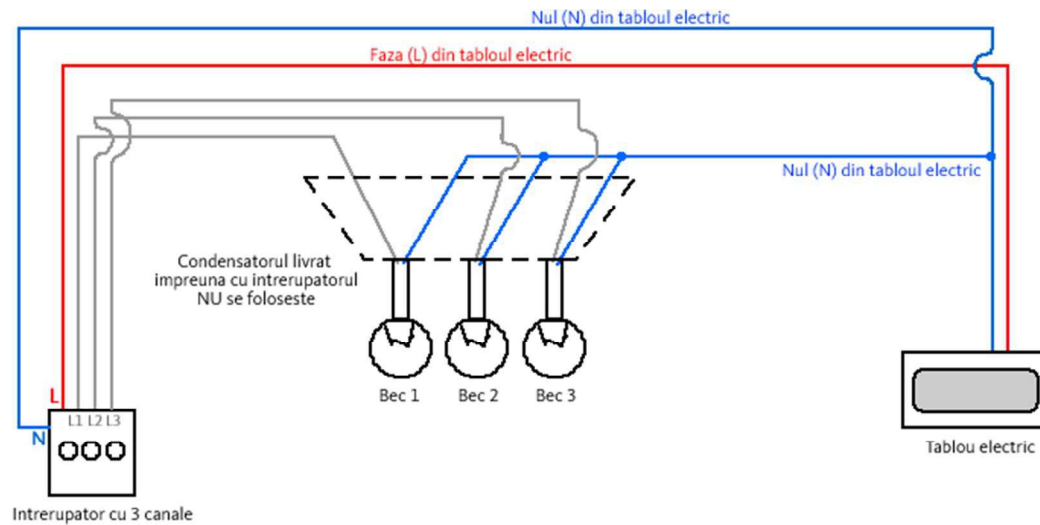 Nul (N) din tabloul electric
Faza (L) din tabloul electric
Nul (N) din tabloul electric
Condensatorul livrat
impreuna cu intrerupatorul
NU se foloseste
Bec 1
Bec 2
Bec 3
L
L1
L2
L3
N
Tablou electric
Intrerupator cu 3 canale